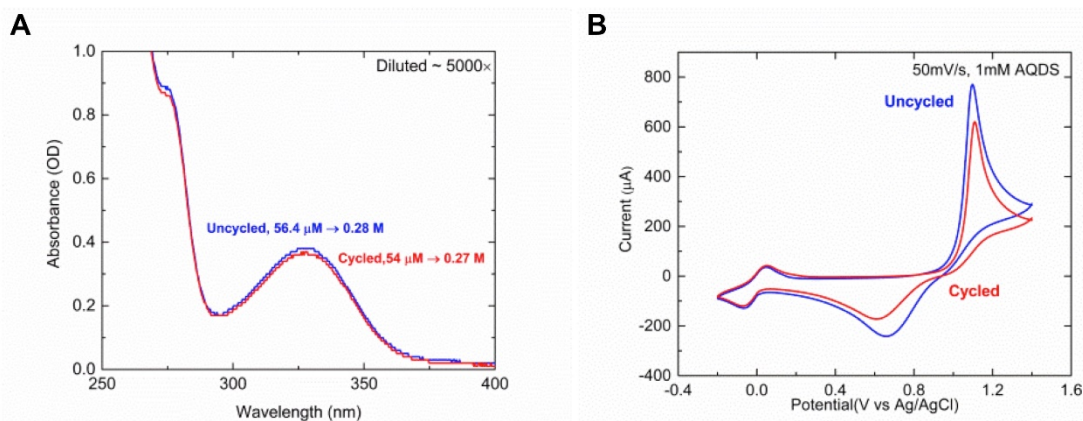 A
Diluted ~ 5000×
Absorbance (OD)
1.0
0.8
0.6
0.4
0.2
0.0
Uncycled, 56.4 μM → 0.28 M
Cycled,54 μM → 0.27 M
250
300
350
400
Wavelength (nm)
B
50mV/s, 1mM AQDS
Current (μA)
800
600
400
200
0
-200
-400
Uncycled
Cycled
-0.4
0.0
0.4
0.8
1.2
1.6
Potential(V vs Ag/AgCl)